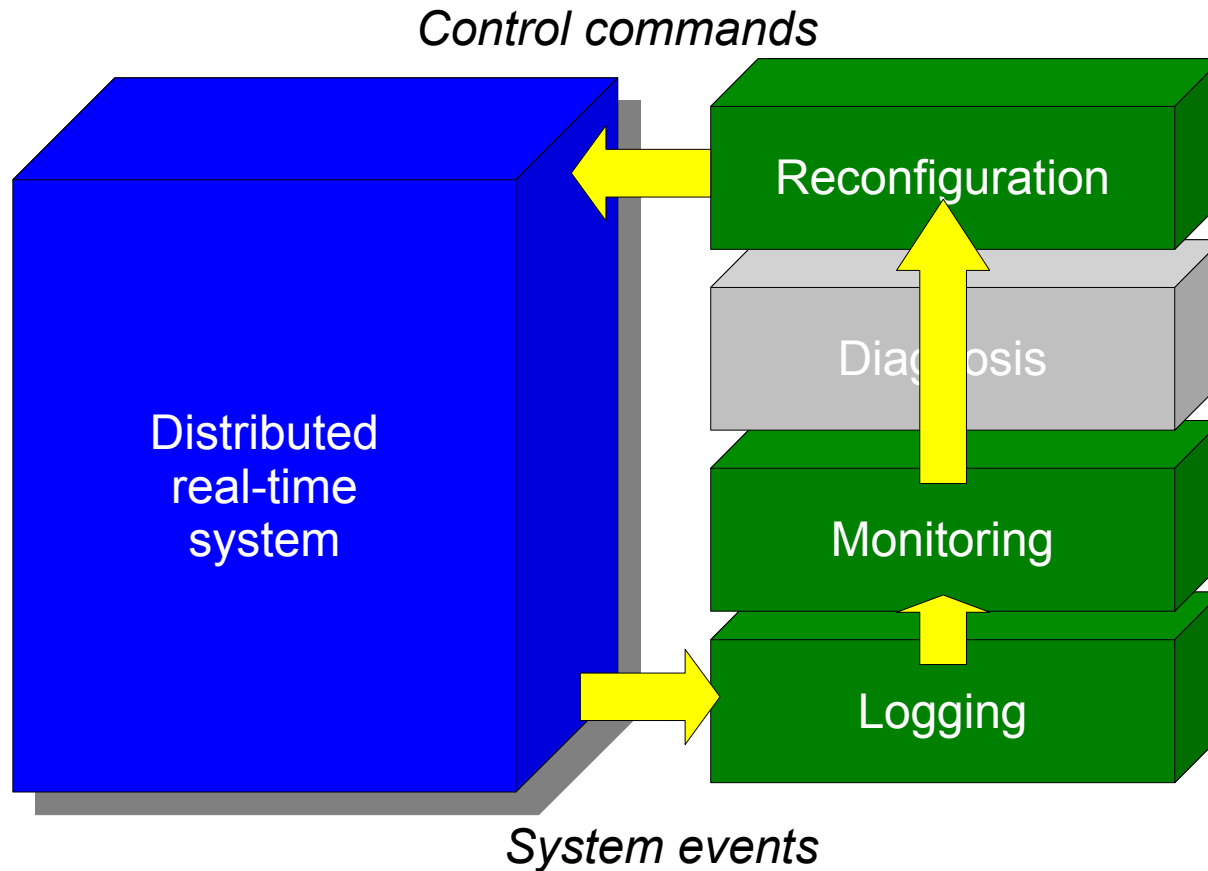 Control commands
Reconfiguration
Diagnosis
Distributed
real-time
system
Monitoring
Logging
System events